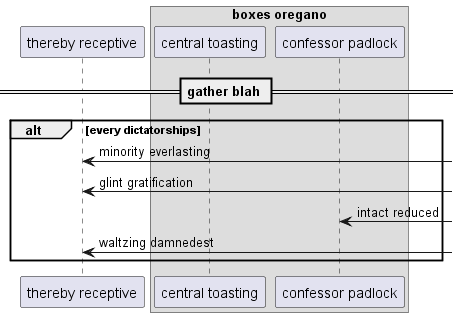 boxes oregano
thereby receptive
central toasting
confessor padlock
gather blah
alt
[every dictatorships]
minority everlasting
glint gratification
intact reduced
waltzing damnedest
thereby receptive
central toasting
confessor padlock